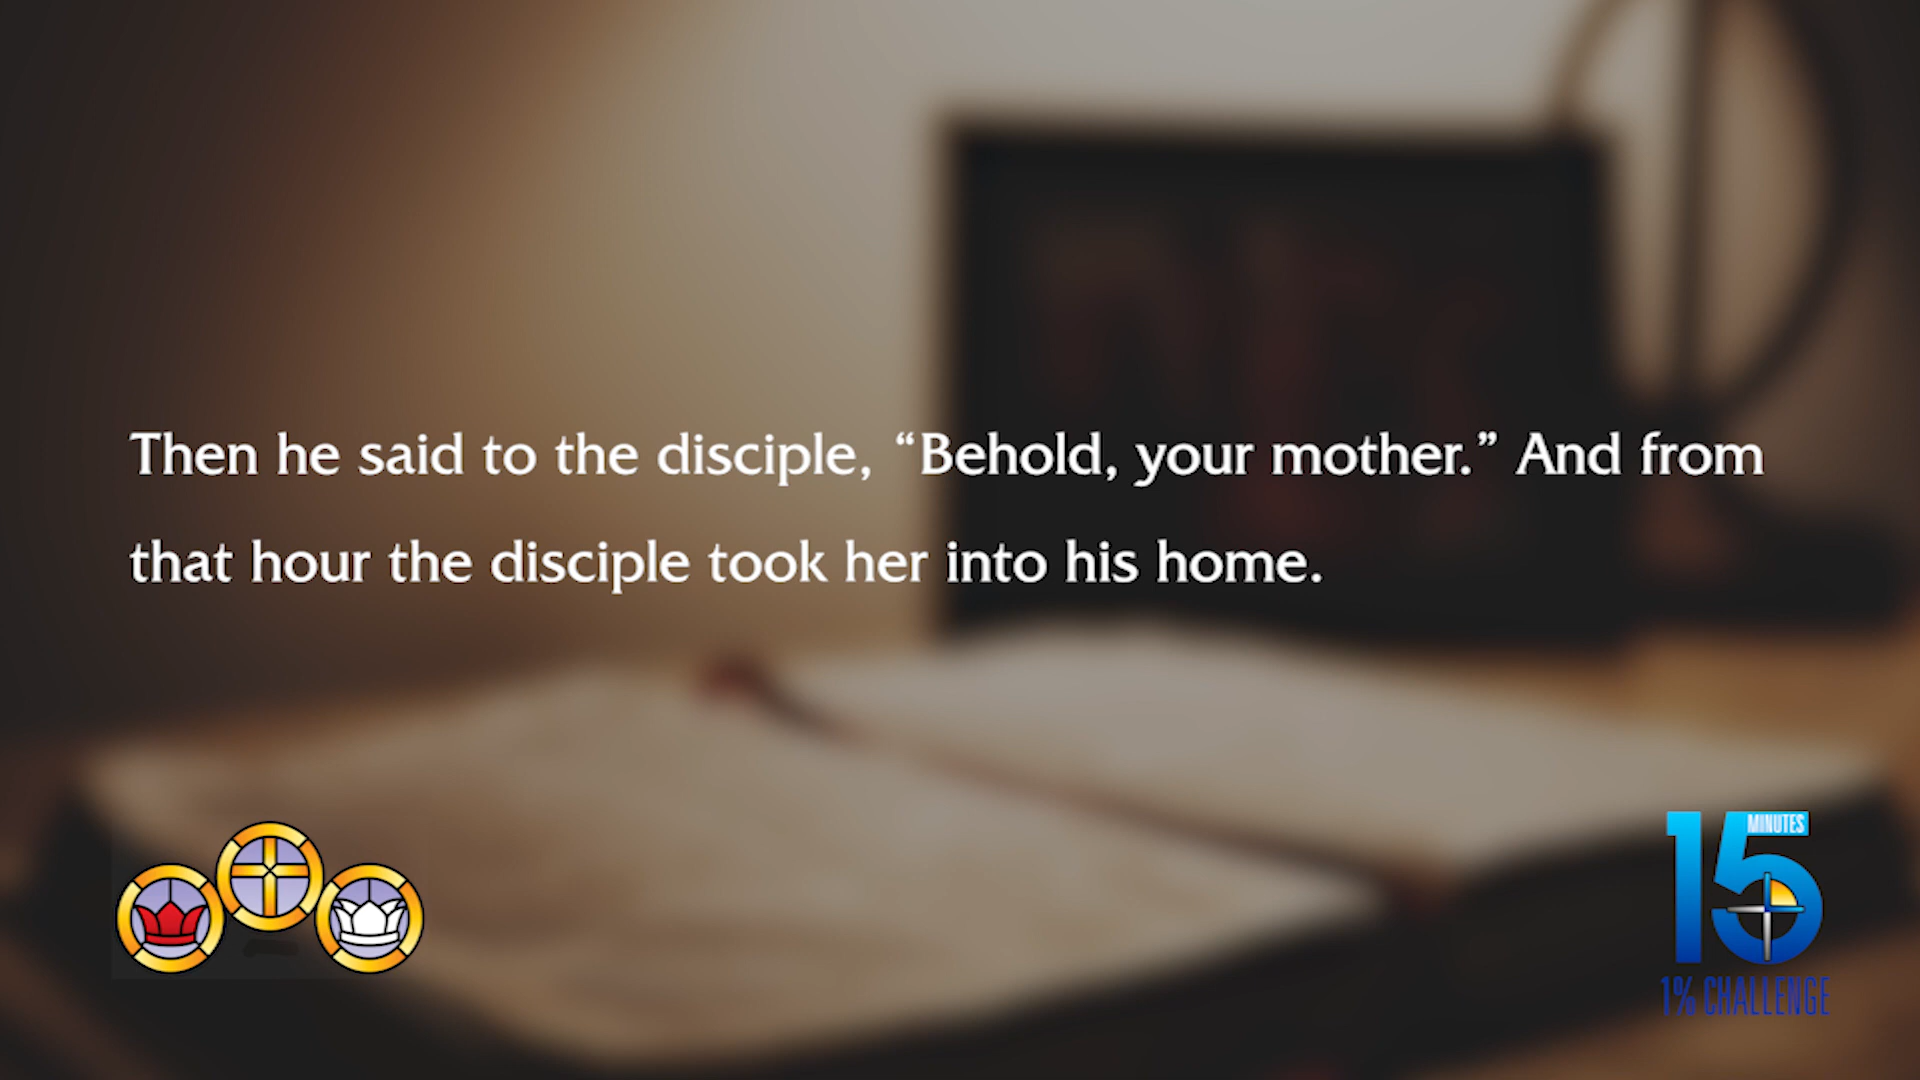 Then he said to the disciple, “Behold, your mother.” And from
that hour the disciple took her into his home.
15
MINUTES
1% CHALLENGE